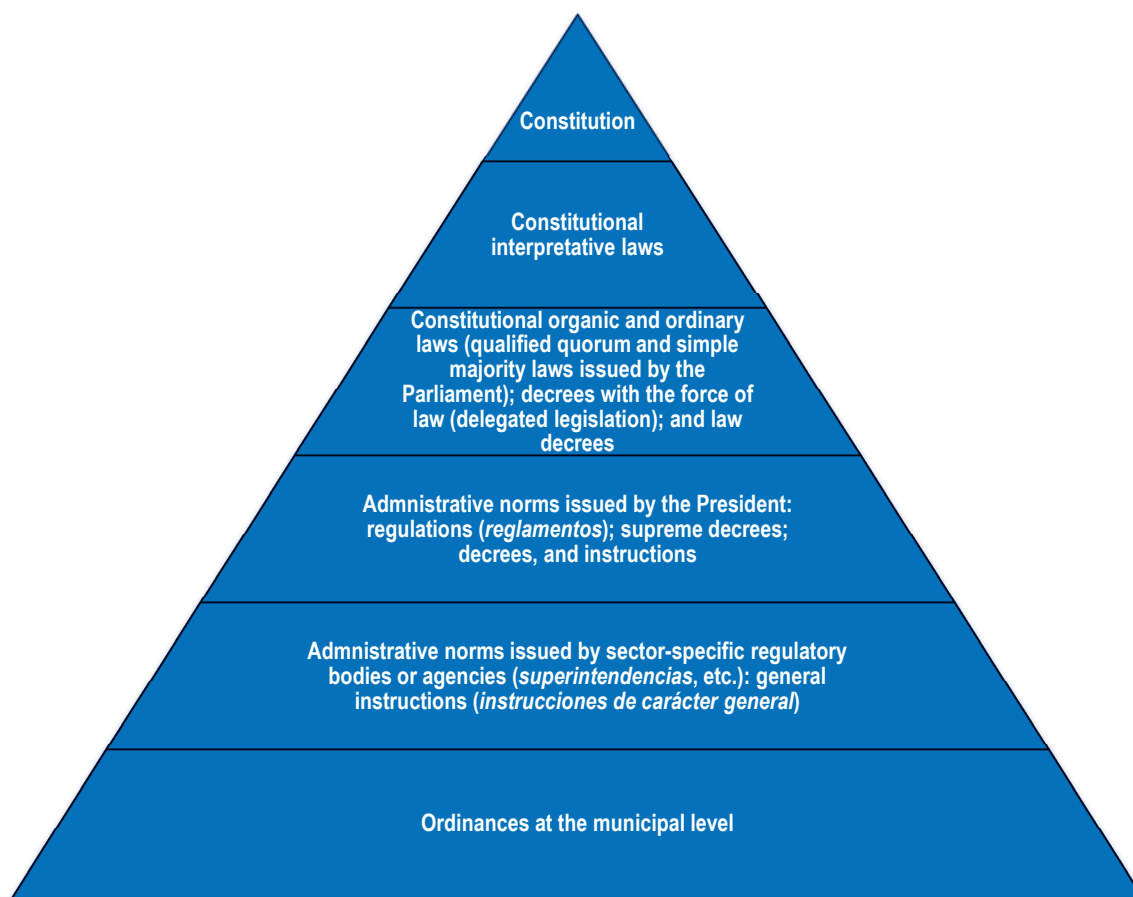 Constitution
Constitutional
interpretative laws
Constitutional organic and ordinary
laws (qualified quorum and simple
majority laws issued by the
Parliament); decrees with the force of
law (delegated legislation); and law
decrees
Admnistrative norms issued by the President:
regulations (reglamentos); supreme decrees;
decrees, and instructions
Admnistrative norms issued by sector-specific regulatory
bodies or agencies (superintendencias, etc.): general
instructions (instrucciones de carácter general)
Ordinances at the municipal level